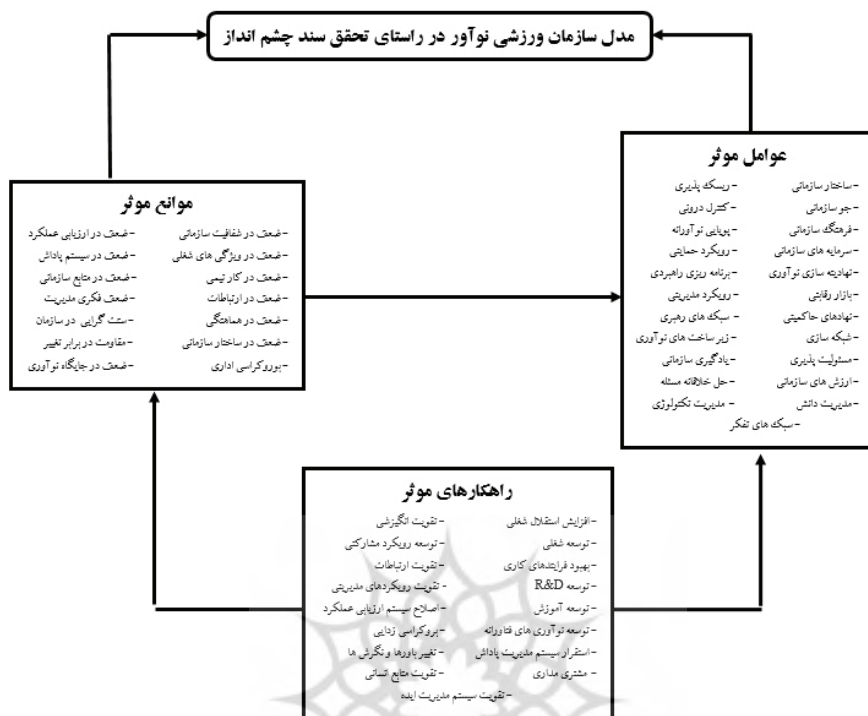 مدل سازمان ورزشی نوآور در راستای تحقق سند چشم انداز
عوامل موثر
-ساختار سازمانی
-ریسک پذیری
-جو سازمانی
-کنترل درونی
-فرهنگ سازمانی
-پویایی نوآورانه
-سرمایه های سازمانی
-رویکرد حمایتی
-نهادینه سازی نوآوری
-برنامه ریزی راهبردی
-بازار رقابتی
-رویکرد مدیریتی
-نهادهای حاکمیتی
- سبک های رهبری
-شبکه سازی
-زیر ساخت های نوآوری
-مسئولیت پذیری
-یادگیری سازمانی
-ارزش های سازمانی
-حل خلاقانه مسئله
-مدیریت دانش
- مدیریت تکنولوژی
-سبک های تفکر
موانع موثر
-ضعف در شفافیت سازمانی
-ضعف در ارزیابی عملکرد
-ضعف در ویژگی های شغلی
-ضعف در سیستم پاداش
-ضعف در کار تیمی
-ضعف در منابع سازمانی
-ضعف در ارتباطات
-ضعف فکری مدیریت
-ضعف در هماهنگی
-سنت گرایی در سازمان
-ضعف در ساختار سازمانی
-مقاومت در برابر تغییر
-بوروکراسی اداری
-ضعف در جایگاه نوآوری
راهکارهای موثر
-افزایش استقلال شغلی
-تقویت انگیزشی
-توسعه شغلی
-توسعه رویکرد مشارکتی
-بهبود فرایندهای کاری
-تقویت ارتباطات
-توسعه R&D
-تقویت رویکردهای مدیریتی
-توسعه آموزش
-اصلاح سیستم ارزیابی عملکرد
-توسعه نوآوری های فناورانه
-بروکراسی زدایی
-استقرار سیستم مدیریت پاداش
-تغییر باورها و نگرش ها
- مشتری مداری
-تقویت منابع انسانی
-تقویت سیستم مدیریت ایده